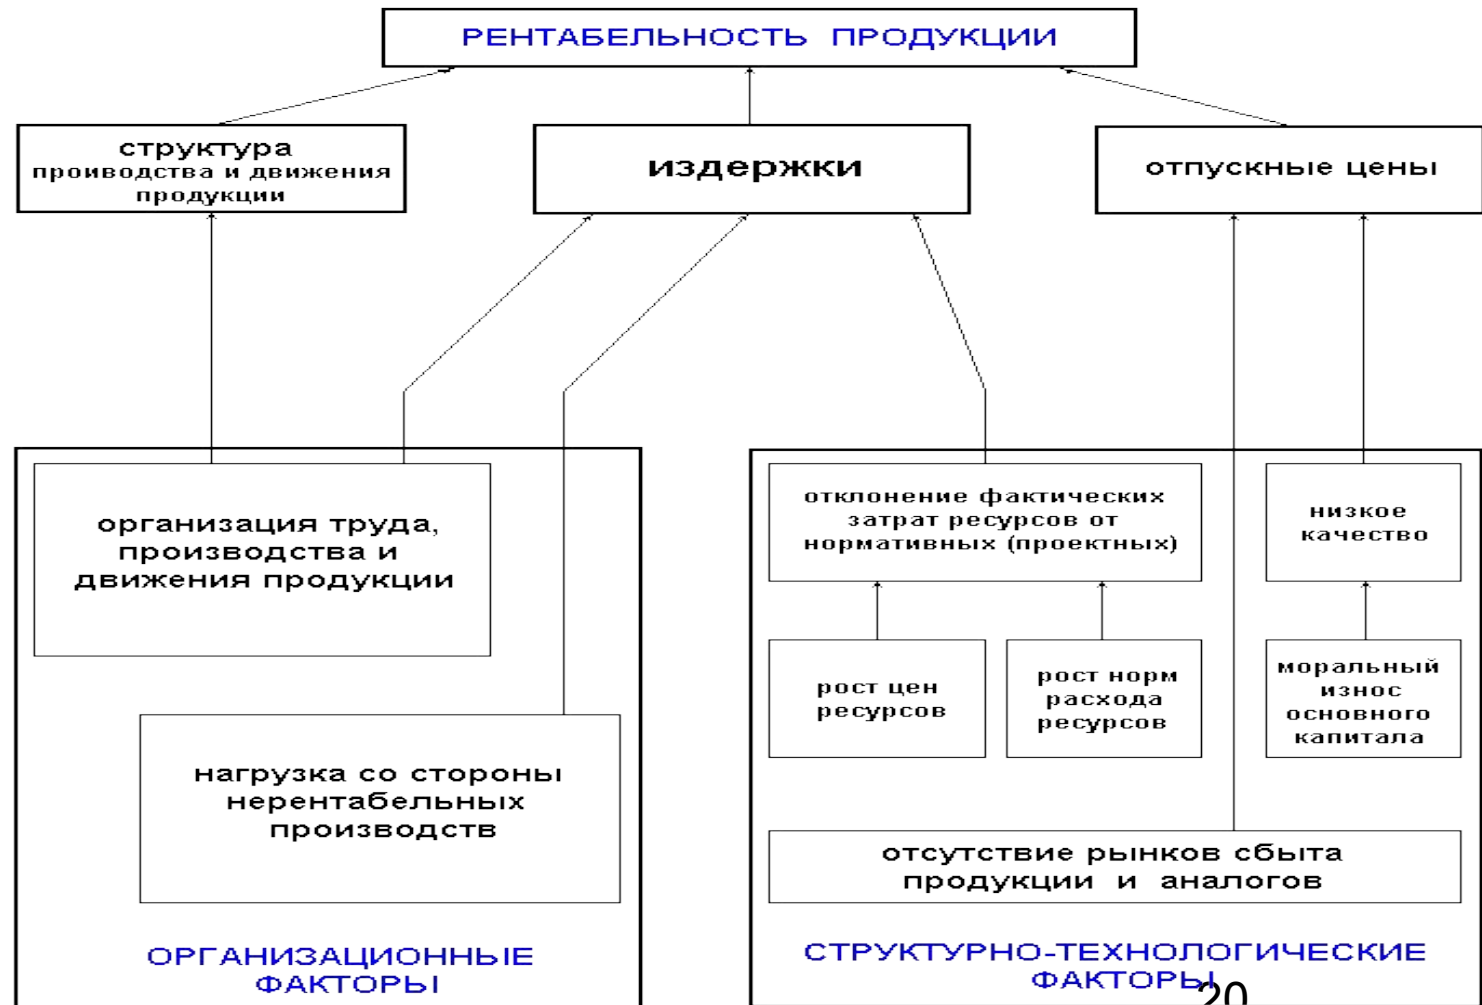 РЕНТАБЕЛЬНОСТЬ ПРОДУКЦИИ
структура
проиводства и движения
продукции
издержки
отпускные цены
организация труда,
производства и
движения продукции
нагрузка со стороны
нерентабельных
производств
ОРГАНИЗАЦИОННЫЕ
ФАКТОРЫ
отклонение фактических
затрат ресурсов от
нормативных (проектных)
низкое
качество
рост цен
ресурсов
рост норм
расхода
ресурсов
моральный
износ
основного
капитала
отсутствие рынков сбыта
продукции и аналогов
СТРУКТУРНО-ТЕХНОЛОГИЧЕСКИЕ
ФАКТОРЫ
20